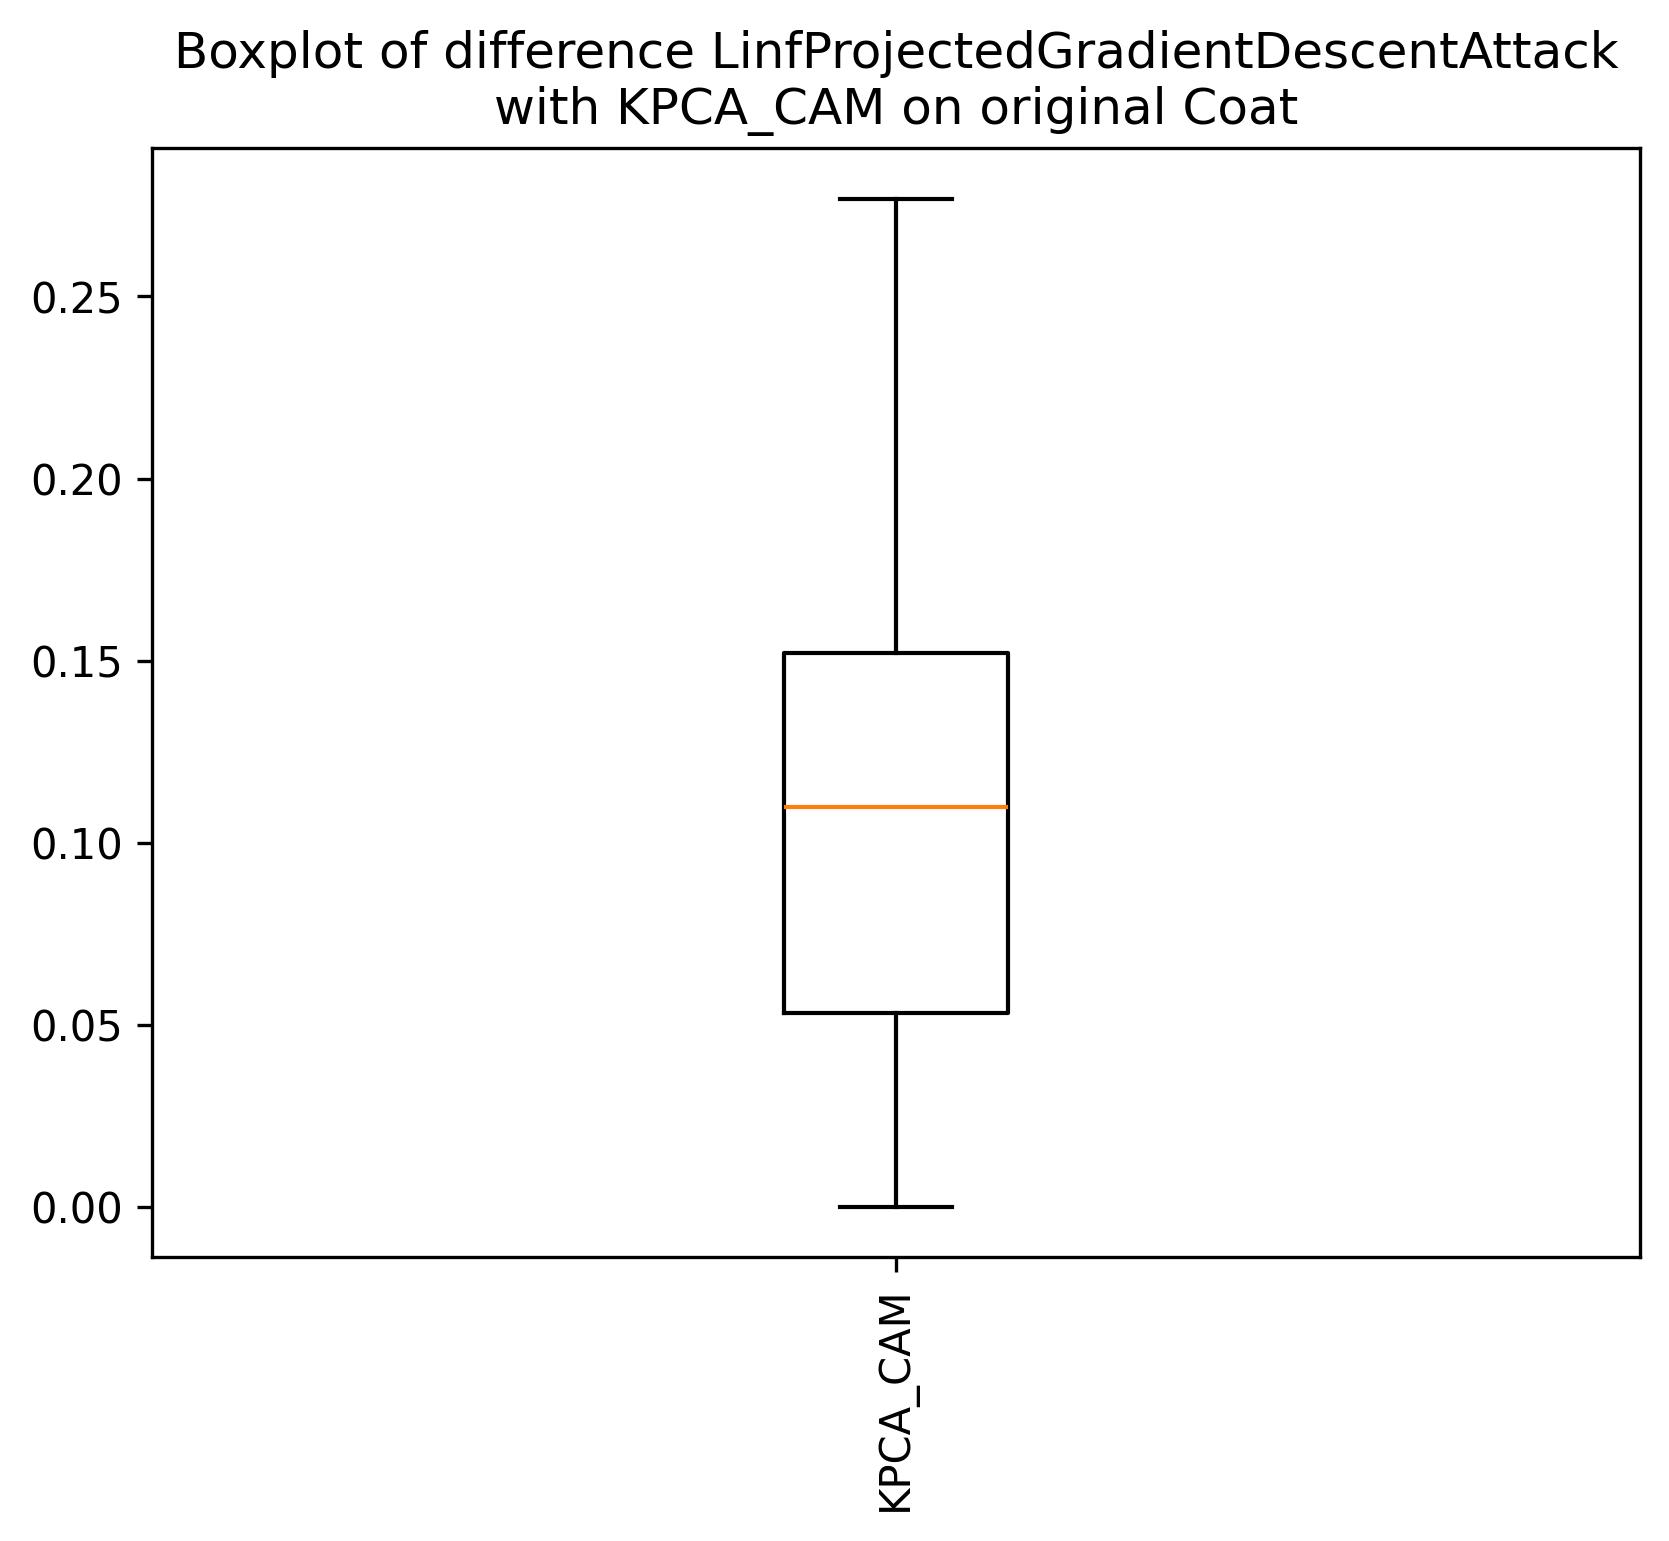 Boxplot of difference LinfProjectedGradientDescentAttack
with KPCA_CAM on original Coat
0.25
0.20
0.15
0.10
0.05
0.00
KPCA_CAM